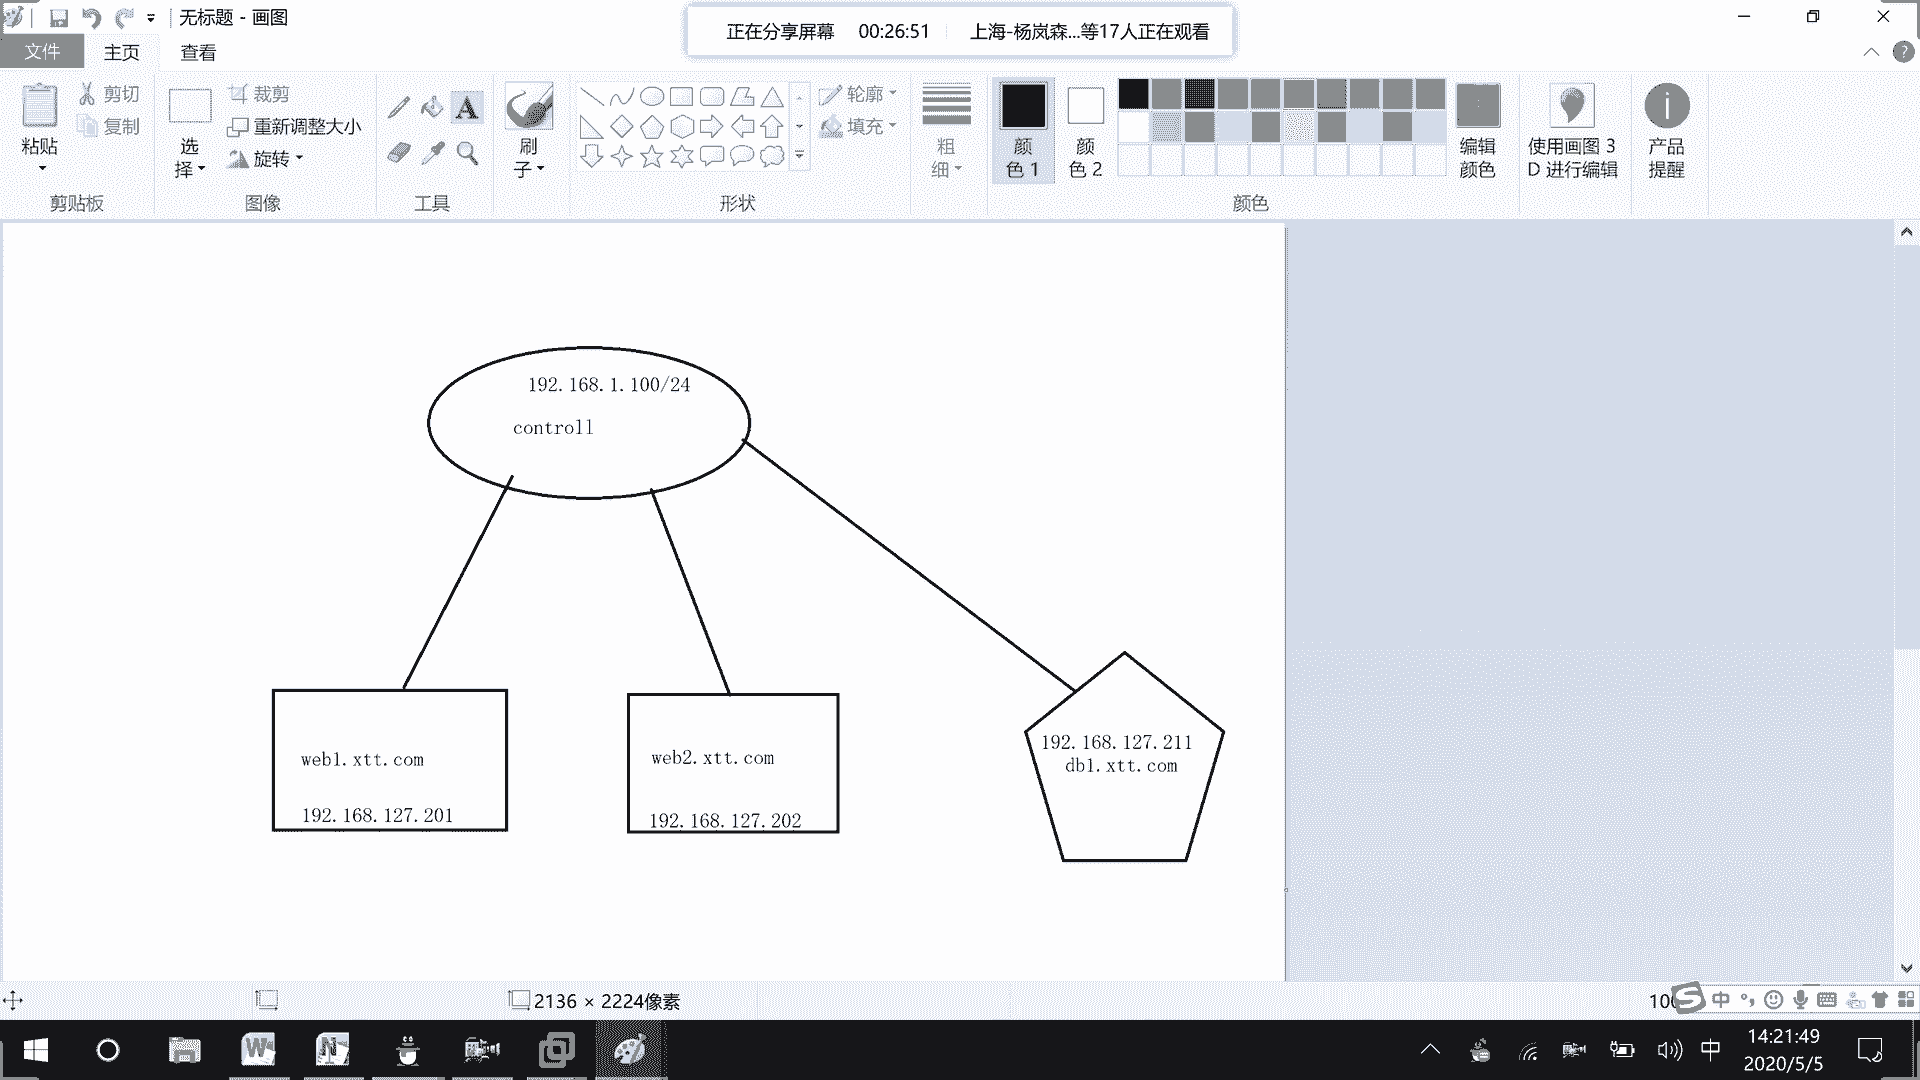 无标题 - 画图
正在分享屏幕 00:26:51 上海-杨岚森...等17人正在观看
文件 主页 查看
粘贴
剪切
复制
剪贴板
选
择
裁剪
重新调整大小
旋转
图像
A
工具
刷
子
形状
轮廓
填充
粗
细
颜
色 1
颜
色 2
颜色
编辑
颜色
使用画图 3
D 进行编辑
产品
提醒
192.168.1.100/24
controll
web1.xtt.com
192.168.127.201
web2.xtt.com
192.168.127.202
192.168.127.211
db1.xtt.com
2136 × 2224像素
100
中
中
14:21:49
2020/5/5